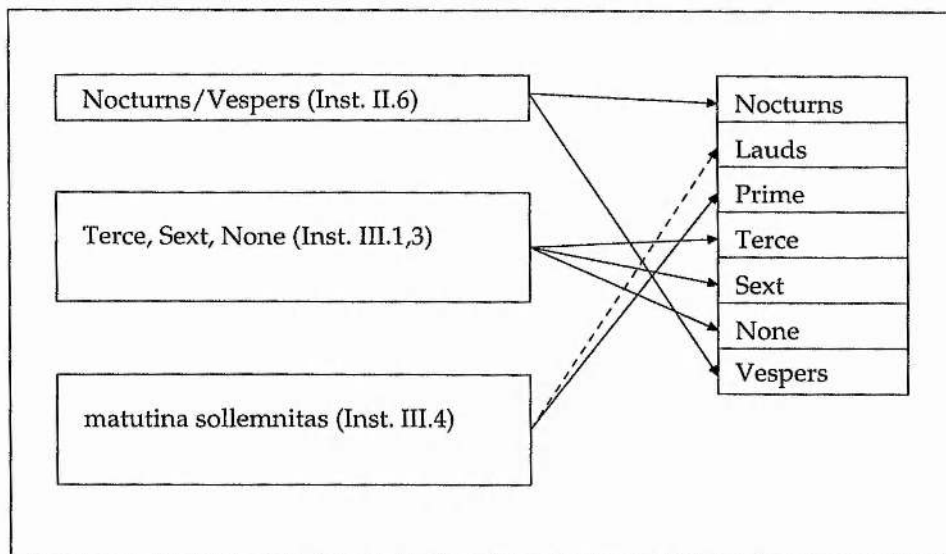 Nocturns/Vespers (Inst. II.6)
Terce, Sext, None (Inst. III.1,3)
matutina sollemnitas (Inst. III.4)
Nocturns
Lauds
Prime
Terce
Sext
None
Vespers